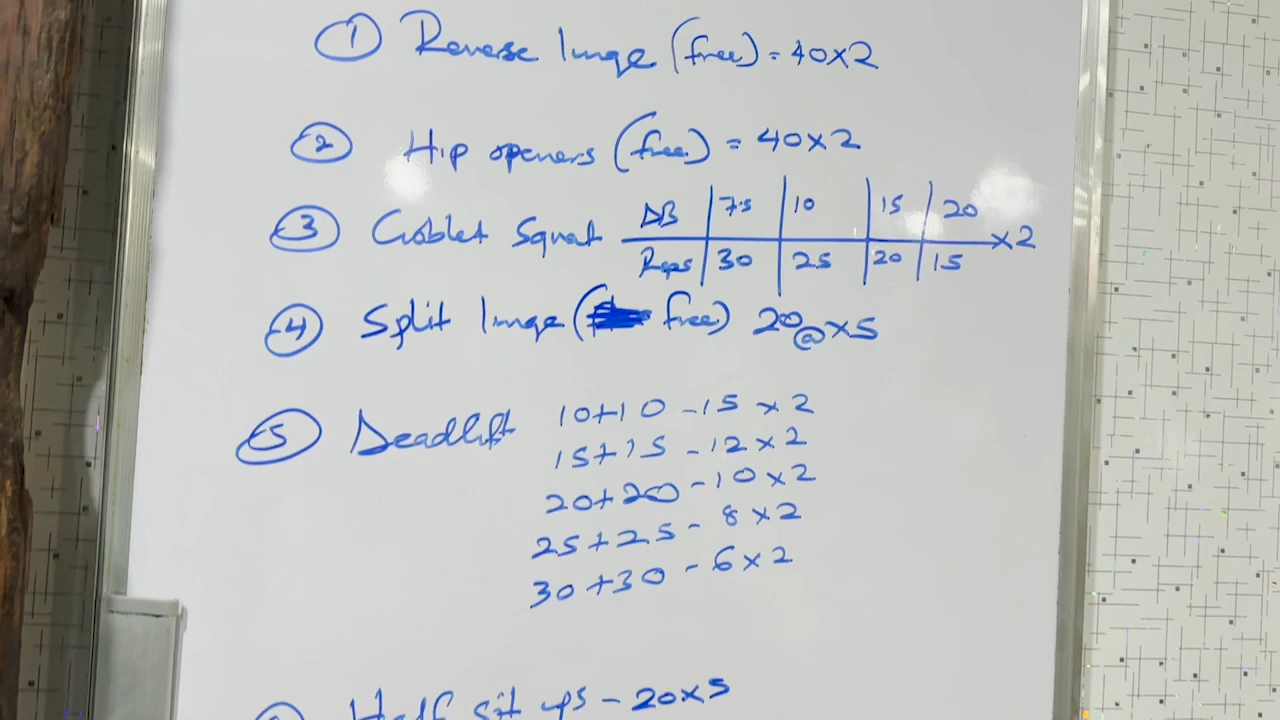 ① Reverse lunge (free) = 40x2
② Hip openers (free) = 40x2
③ Goblet Squat DB | 7.5 | 10 | 15 | 20 x2
Reps | 30 | 25 | 20 | 15
④ Split lunge (free) 20@x5
⑤ Deadlift 10+10 - 15 x 2
15+15 - 12 x 2
20+20 - 10 x 2
25+25 - 8 x 2
30+30 - 6 x 2
Half sit ups - 20x5